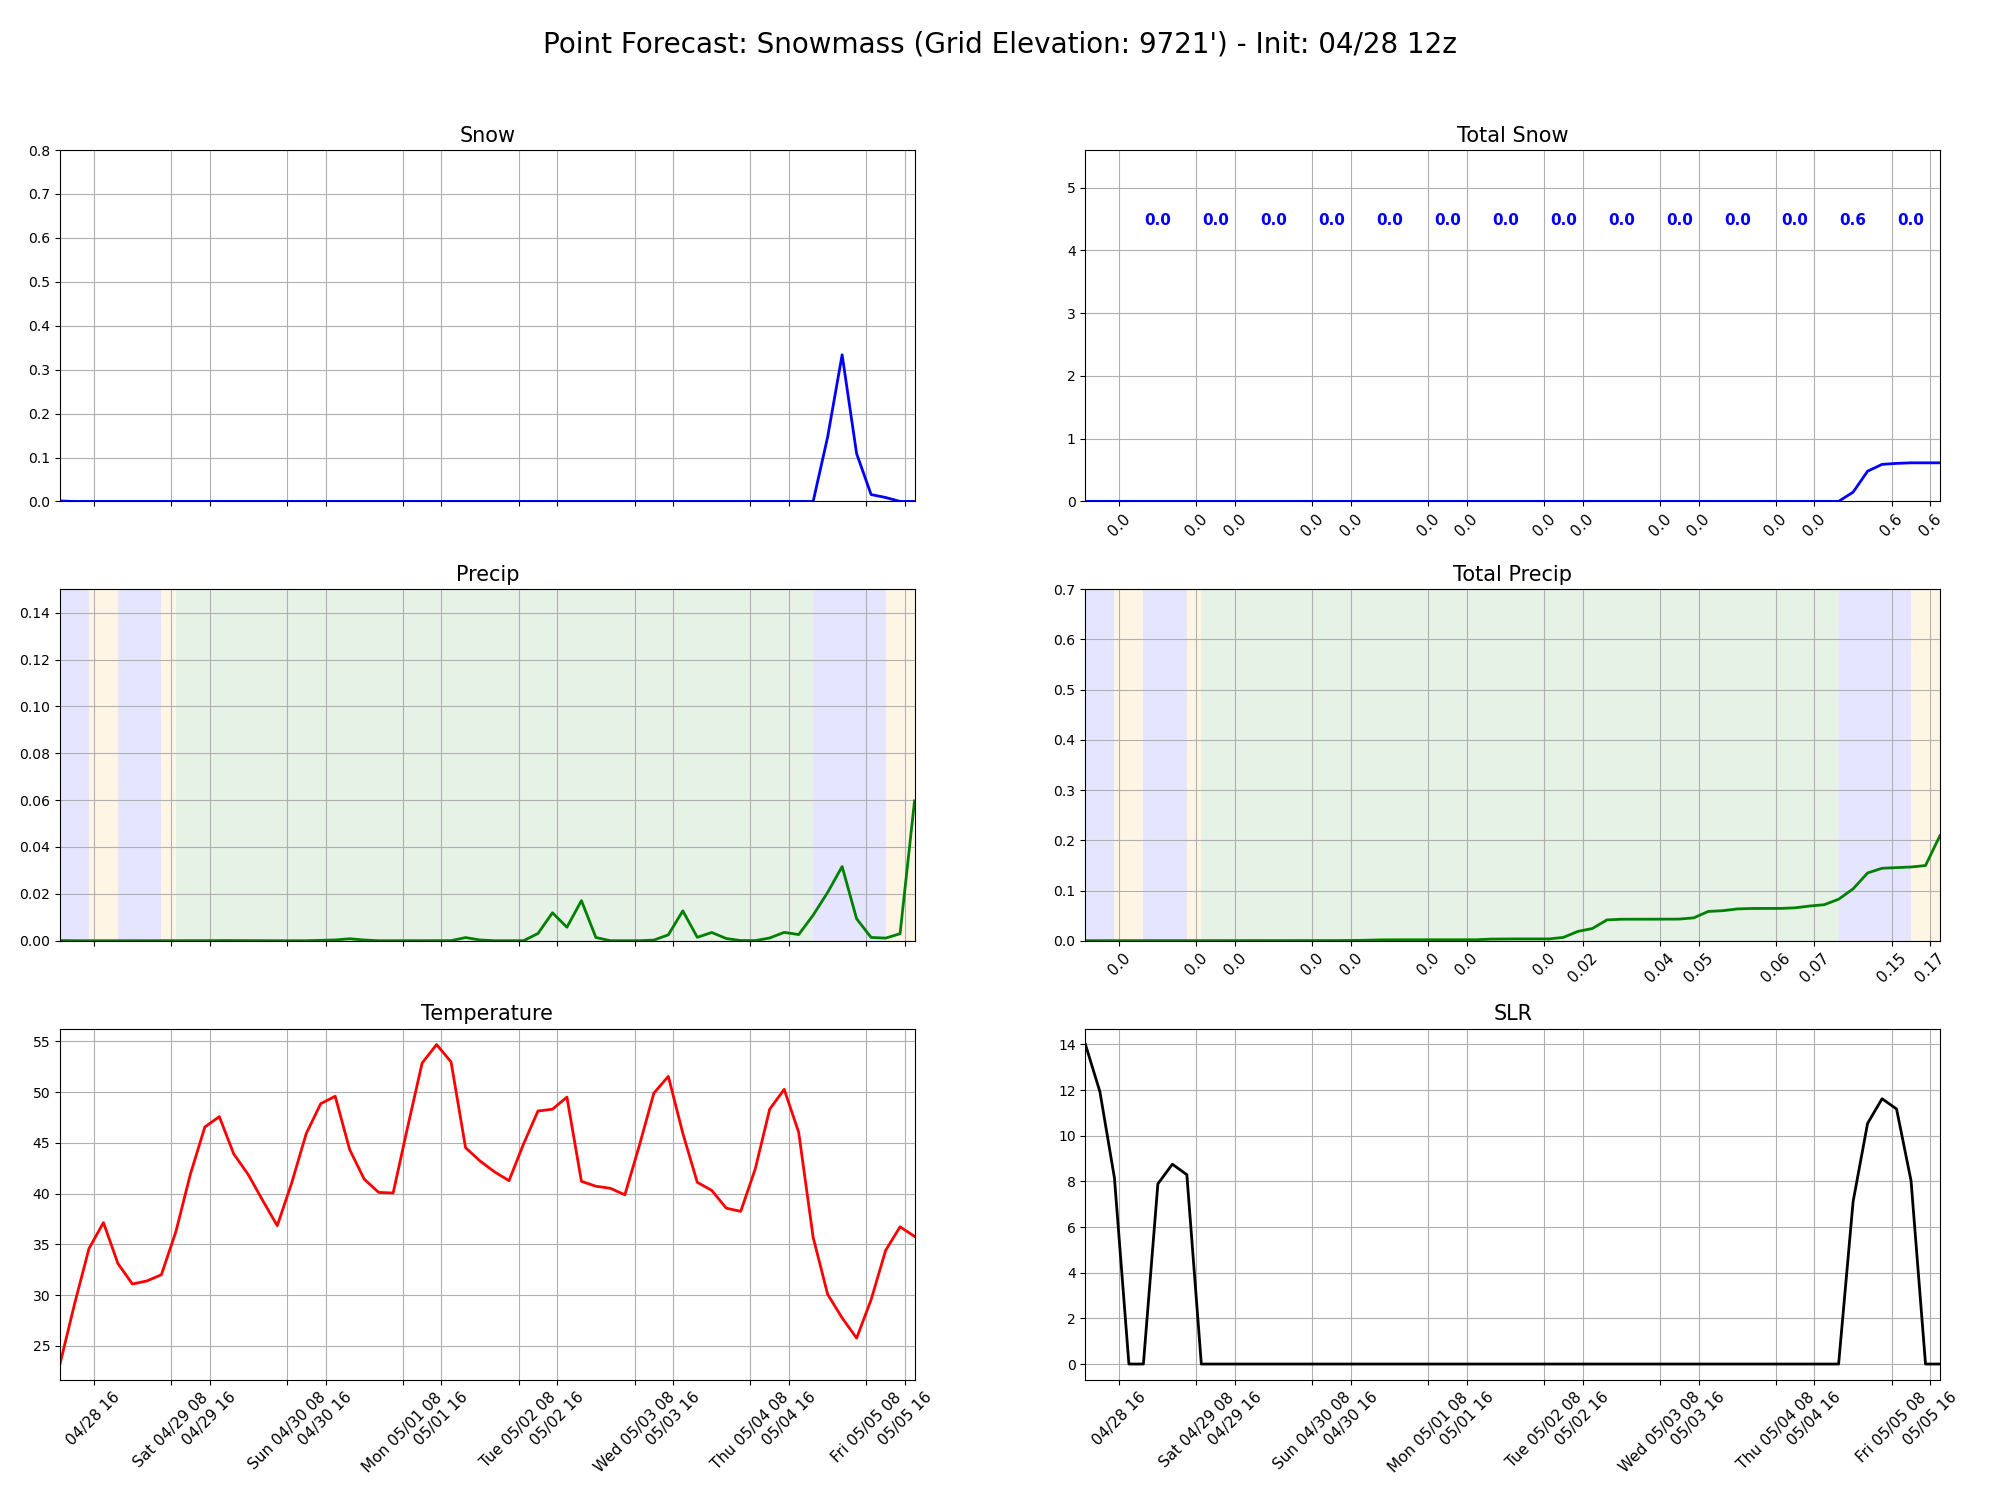 Point Forecast: Snowmass (Grid Elevation: 9721') - Init: 04/28 12z
Snow
0.8
0.7
0.6
0.5
0.4
0.3
0.2
0.1
0.0
Total Snow
5
4
3
2
1
0
0.0 0.0 0.0 0.0 0.0 0.0 0.0 0.0 0.0 0.0 0.0 0.0 0.6 0.0
0.0 0.0 0.0 0.0 0.0 0.0 0.0 0.0 0.0 0.0 0.0 0.0 0.0 0.6 0.6
Precip
0.14
0.12
0.10
0.08
0.06
0.04
0.02
0.00
Total Precip
0.7
0.6
0.5
0.4
0.3
0.2
0.1
0.0
0.0 0.0 0.0 0.0 0.0 0.0 0.0 0.0 0.02 0.04 0.05 0.06 0.07 0.15 0.17
Temperature
55
50
45
40
35
30
25
04/28 16
Sat 04/29 08
04/29 16
Sun 04/30 08
04/30 16
Mon 05/01 08
05/01 16
Tue 05/02 08
05/02 16
Wed 05/03 08
05/03 16
Thu 05/04 08
05/04 16
Fri 05/05 08
05/05 16
SLR
14
12
10
8
6
4
2
0
04/28 16
Sat 04/29 08
04/29 16
Sun 04/30 08
04/30 16
Mon 05/01 08
05/01 16
Tue 05/02 08
05/02 16
Wed 05/03 08
05/03 16
Thu 05/04 08
05/04 16
Fri 05/05 08
05/05 16